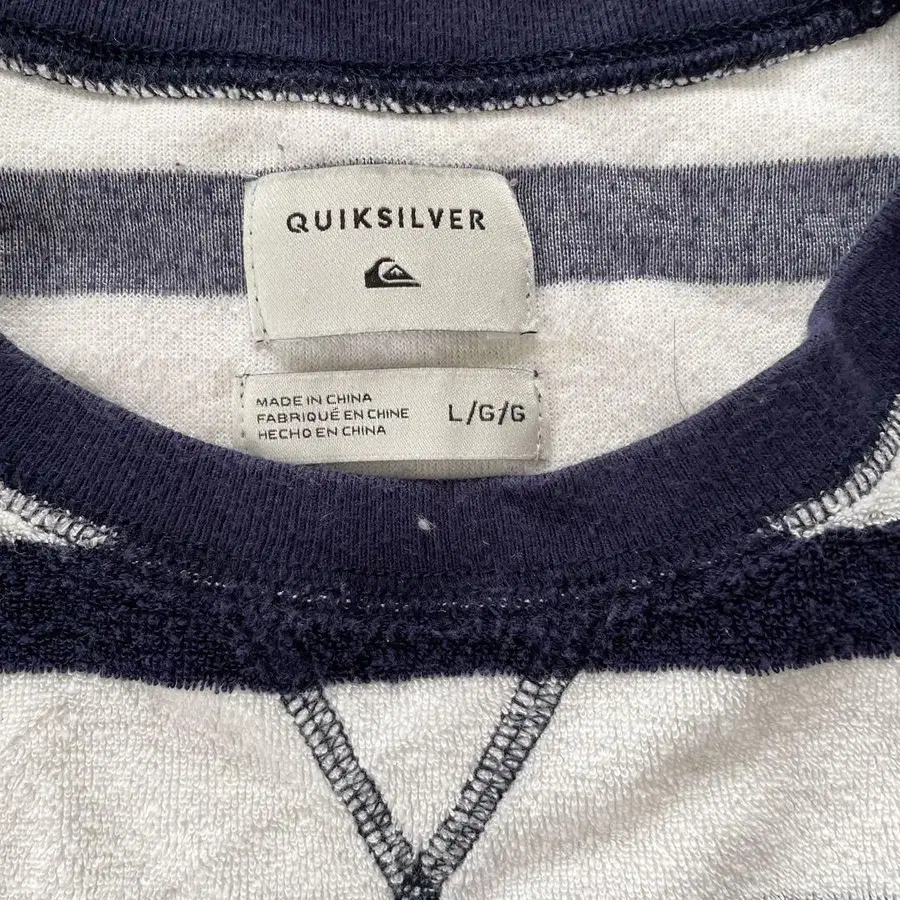 QUIKSILVER
MADE IN CHINA
FABRIQUÉ EN CHINE
HECHO EN CHINA
L/G/G